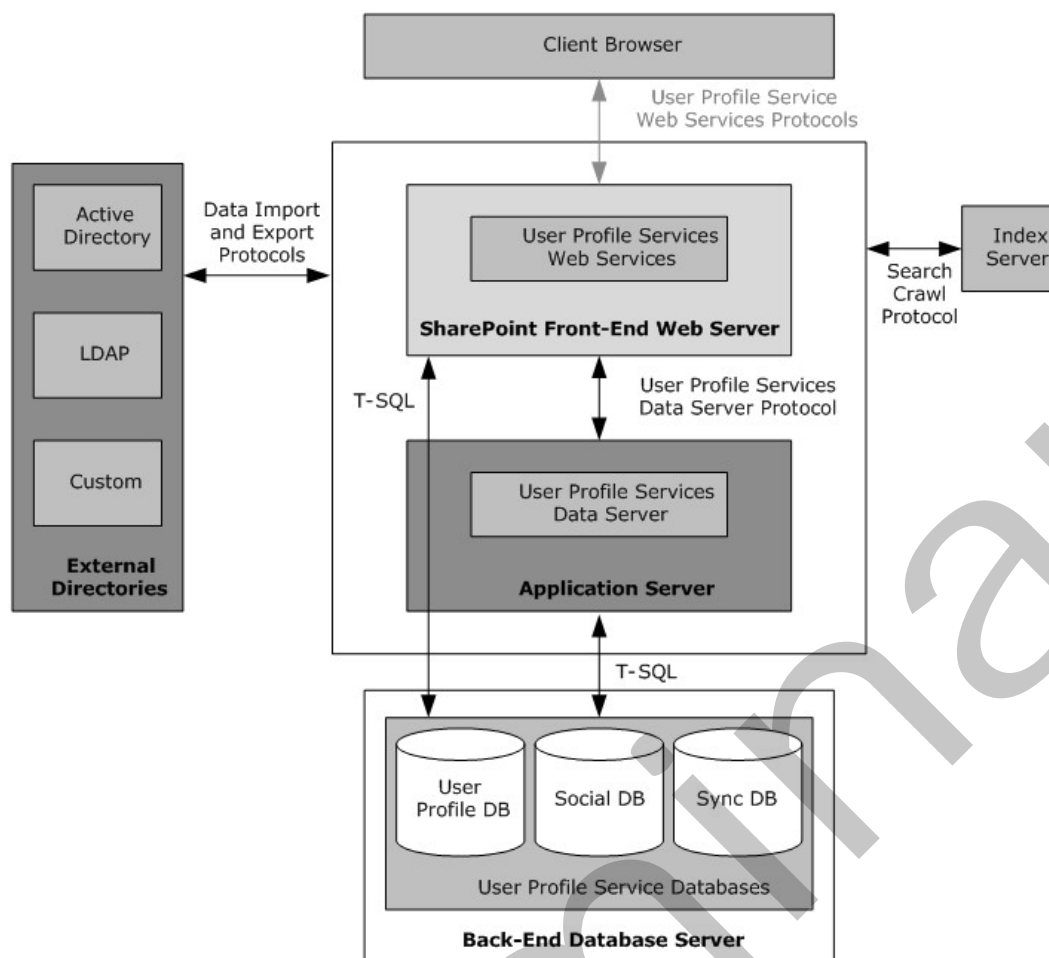 Client Browser
User Profile Service
Web Services Protocols
Active
Directory
LDAP
Custom
External
Directories
Data Import
and Export
Protocols
User Profile Services
Web Services
SharePoint Front-End Web Server
Index
Server
Search
Crawl
Protocol
T-SQL
User Profile Services
Data Server Protocol
User Profile Services
Data Server
Application Server
T-SQL
User
Profile DB
Social DB
Sync DB
User Profile Service Databases
Back-End Database Server